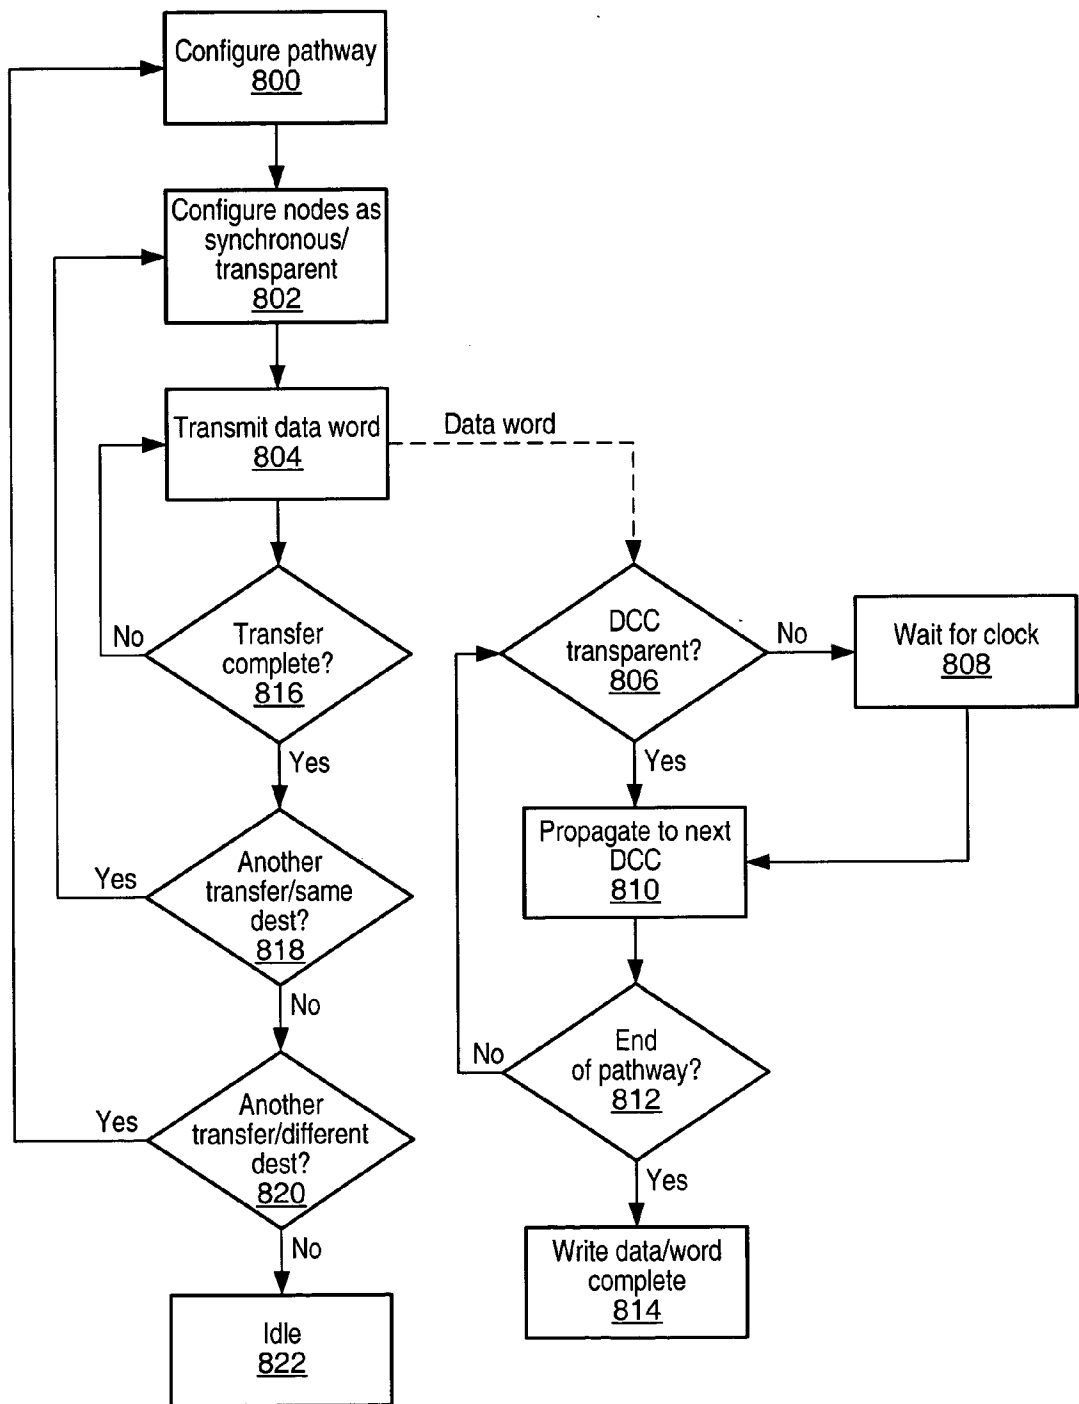 Configure pathway
800
Configure nodes as
synchronous/
transparent
802
Transmit data word
804
Data word
Transfer
complete?
816
No
Yes
DCC
transparent?
806
No
Yes
Wait for clock
808
Propagate to next
DCC
810
Another
transfer/same
dest?
818
Yes
No
End
of pathway?
812
No
Yes
Another
transfer/different
dest?
820
Yes
No
Write data/word
complete
814
Idle
822